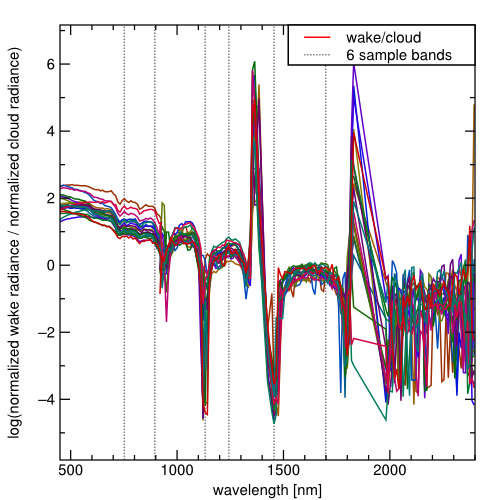 wake/cloud
6 sample bands
log(normalized wake radiance / normalized cloud radiance)
6
4
2
0
−2
−4
500 1000 1500 2000
wavelength [nm]